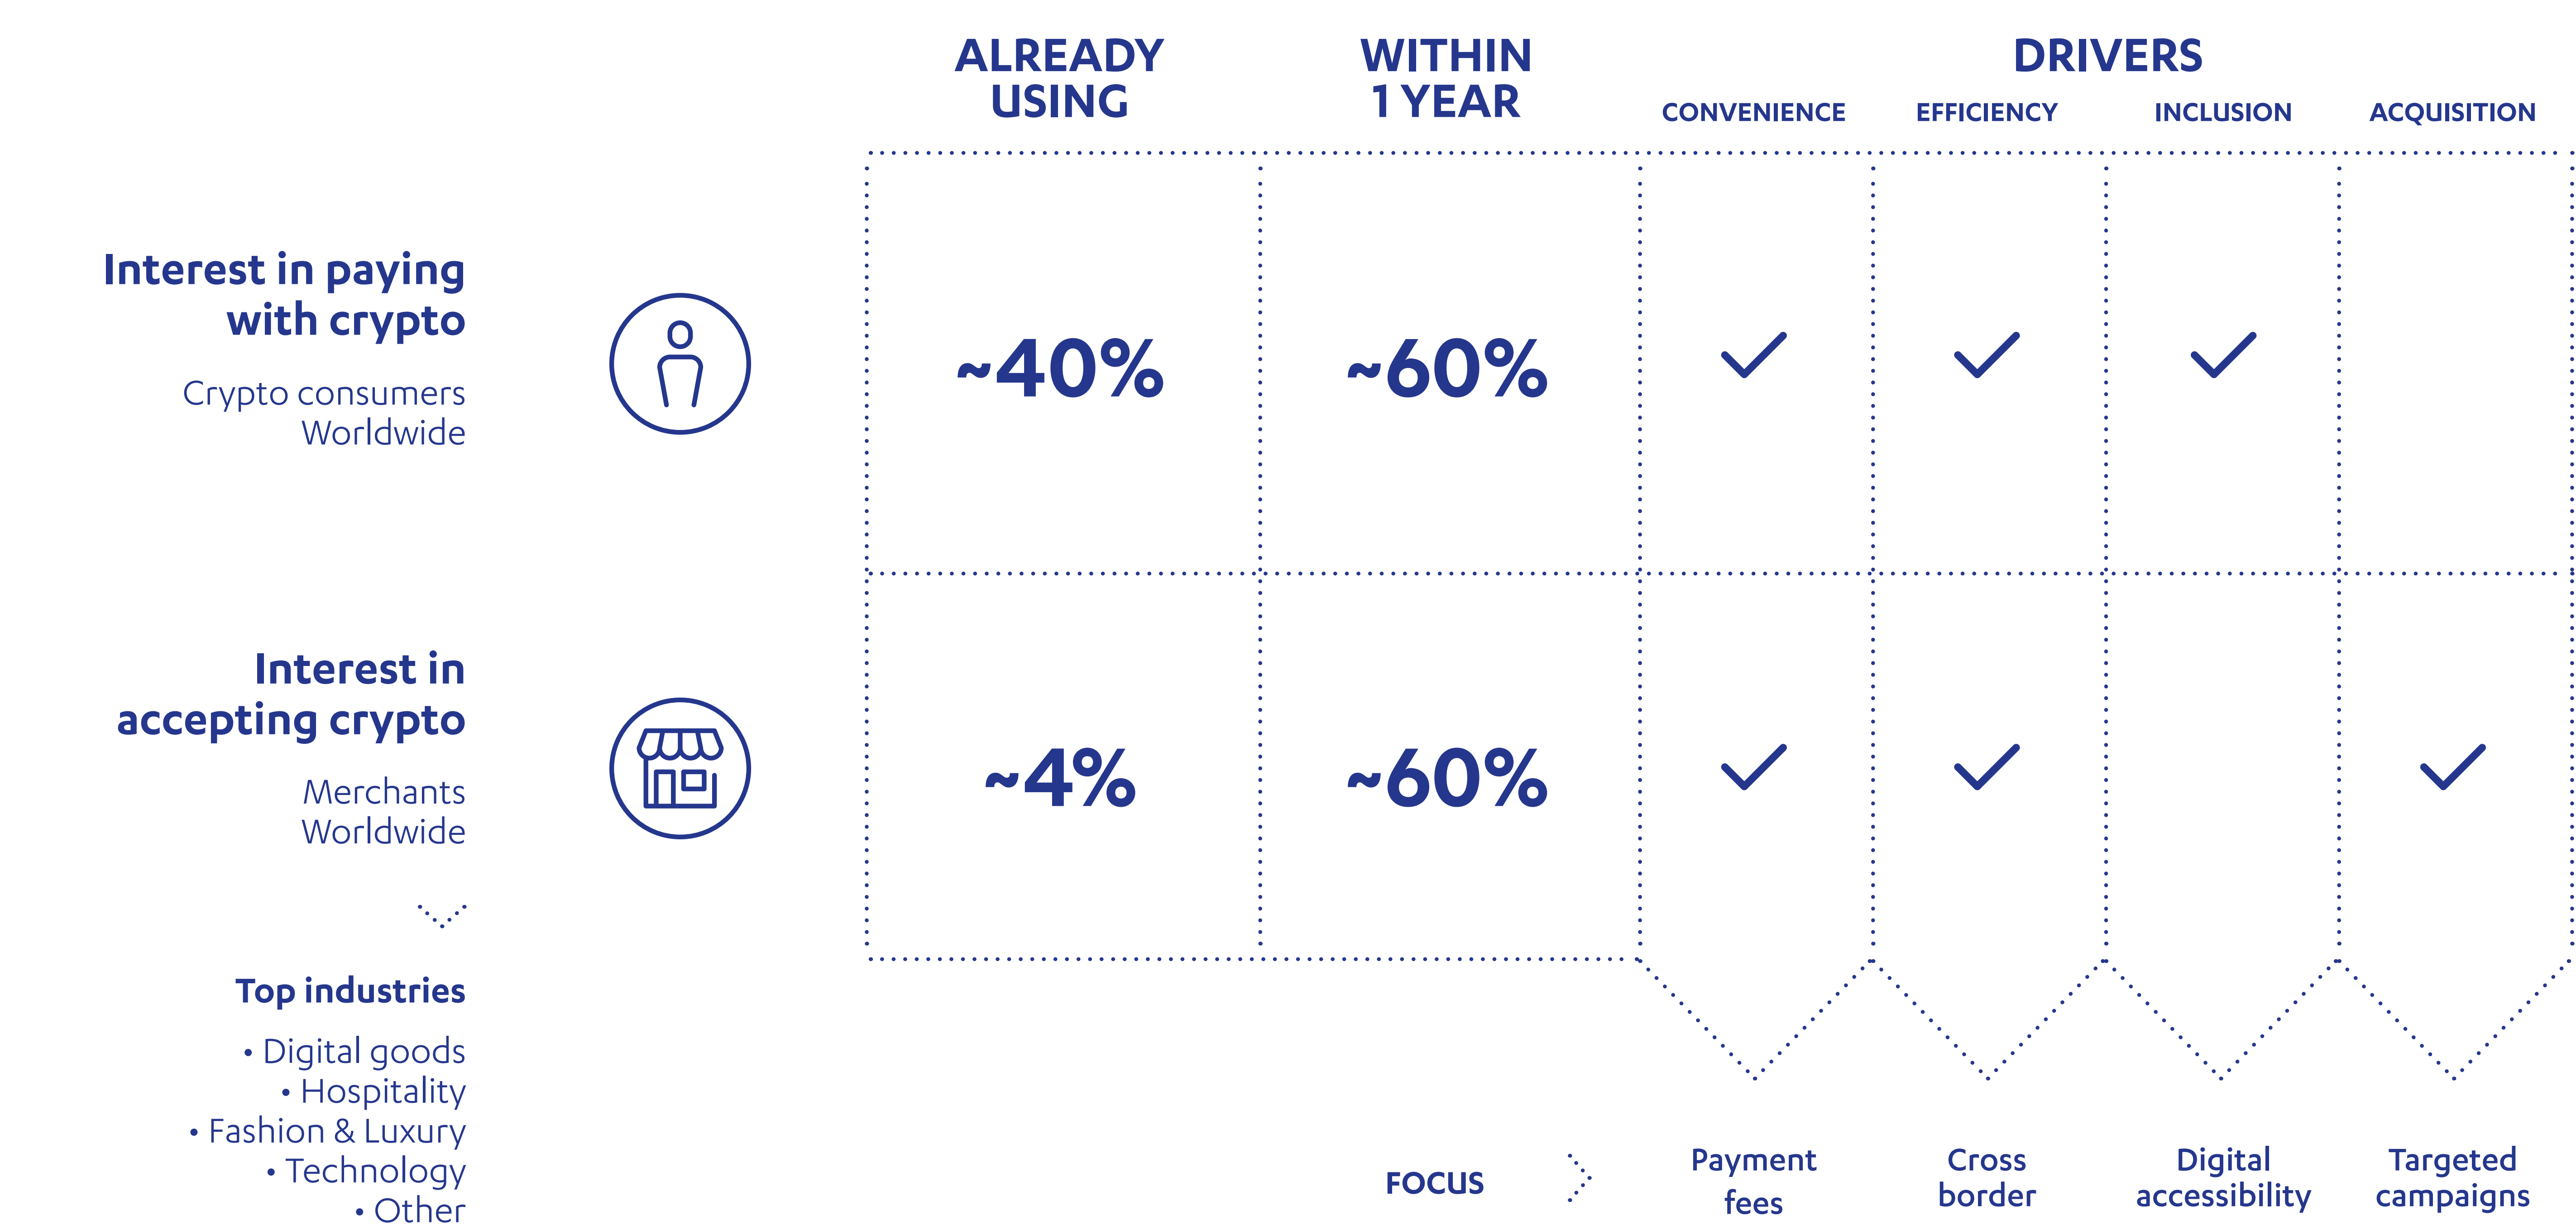 ALREADY
USING
WITHIN
1 YEAR
DRIVERS
CONVENIENCE
EFFICIENCY
INCLUSION
ACQUISITION
Interest in paying
with crypto
Crypto consumers
Worldwide
~40%
~60%
Interest in
accepting crypto
Merchants
Worldwide
~4%
~60%
Top industries
• Digital goods
• Hospitality
• Fashion & Luxury
• Technology
• Other
FOCUS
Payment
fees
Cross
border
Digital
accessibility
Targeted
campaigns